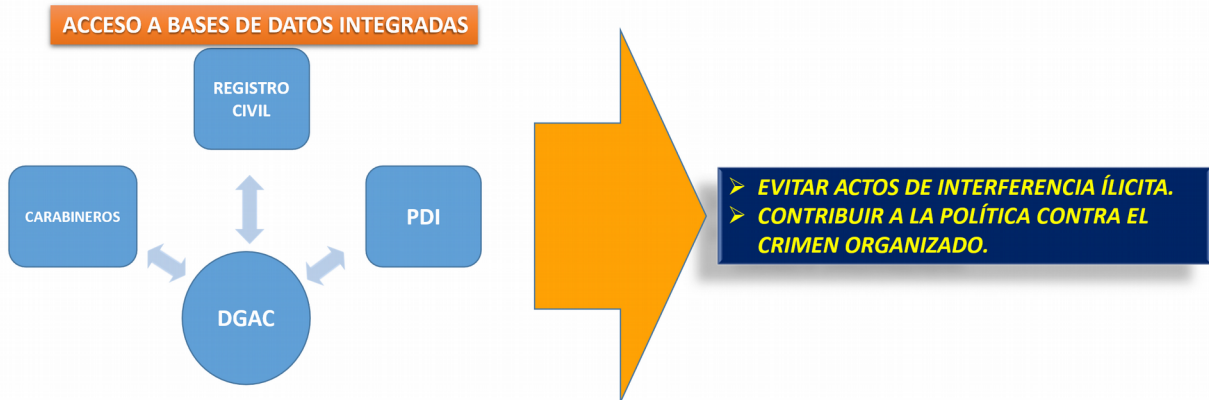 ACCESO A BASES DE DATOS INTEGRADAS
REGISTRO
CIVIL
CARABINEROS
PDI
DGAC
➢ EVITAR ACTOS DE INTERFERENCIA ÍLICITA.
➢ CONTRIBUIR A LA POLÍTICA CONTRA EL
CRIMEN ORGANIZADO.